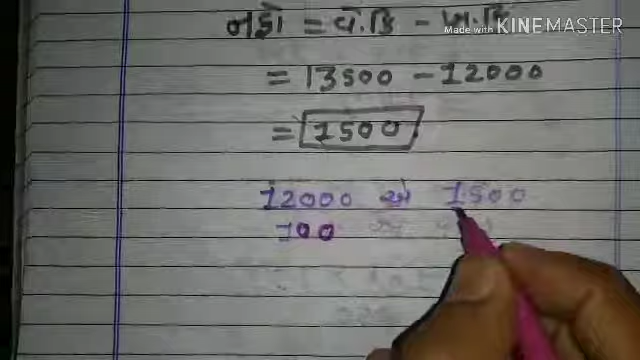 નફો = વે.કિ - ખ.કિ
Made with KINEMASTER
= 13500 - 12000
= 1500.
12000 એ 1500
100